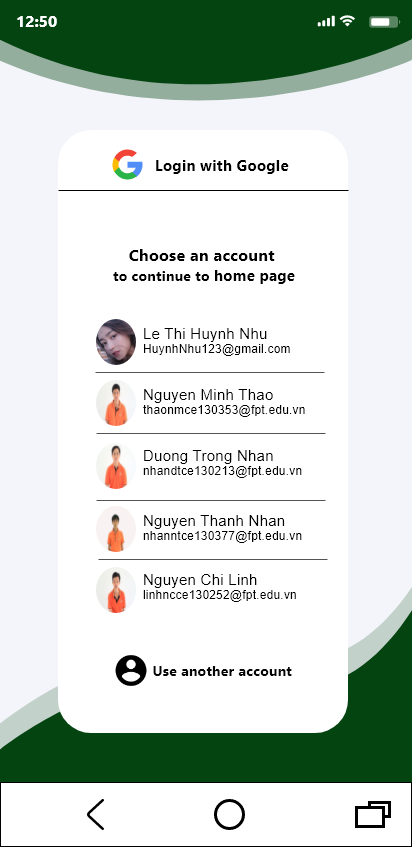 12:50
Login with Google
Choose an account
to continue to home page
Le Thi Huynh Nhu
HuynhNhu123@gmail.com
Nguyen Minh Thao
thaonmce130353@fpt.edu.vn
Duong Trong Nhan
nhandtce130213@fpt.edu.vn
Nguyen Thanh Nhan
nhanntce130377@fpt.edu.vn
Nguyen Chi Linh
linhncce130252@fpt.edu.vn
Use another account